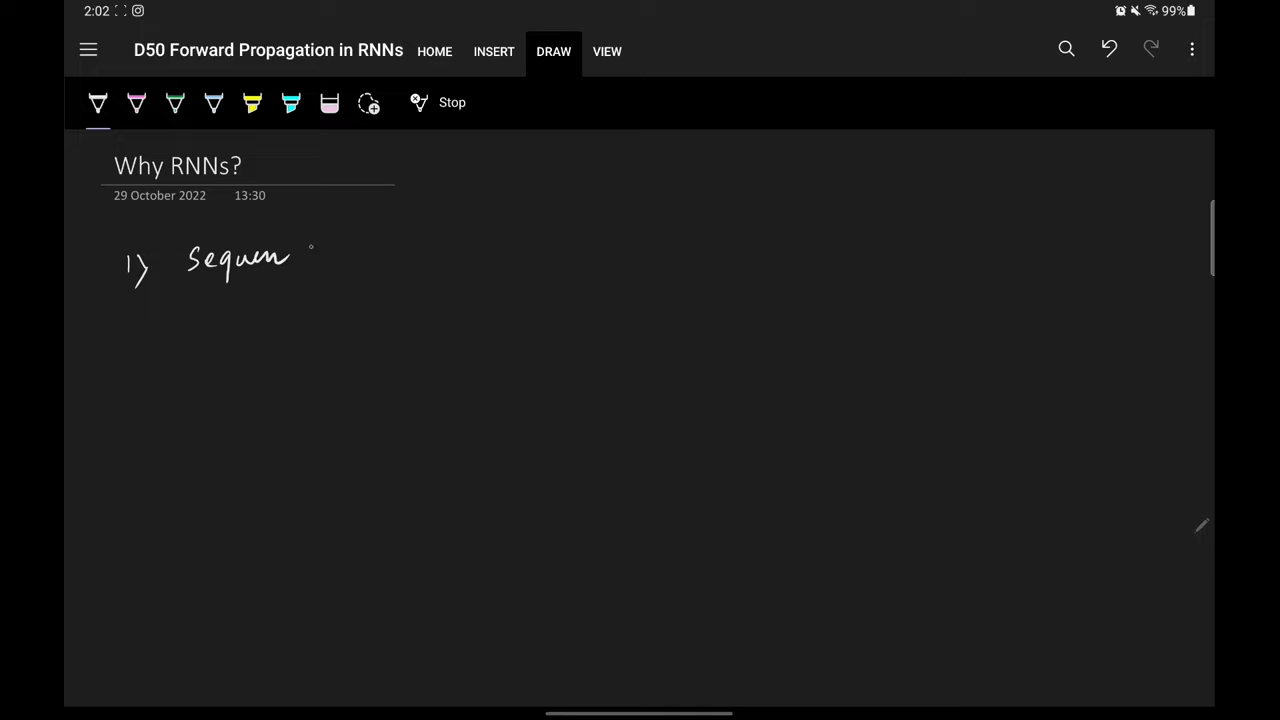 2:02 99%
D50 Forward Propagation in RNNs HOME INSERT DRAW VIEW
Stop
Why RNNs?
29 October 2022 13:30
1) Sequen